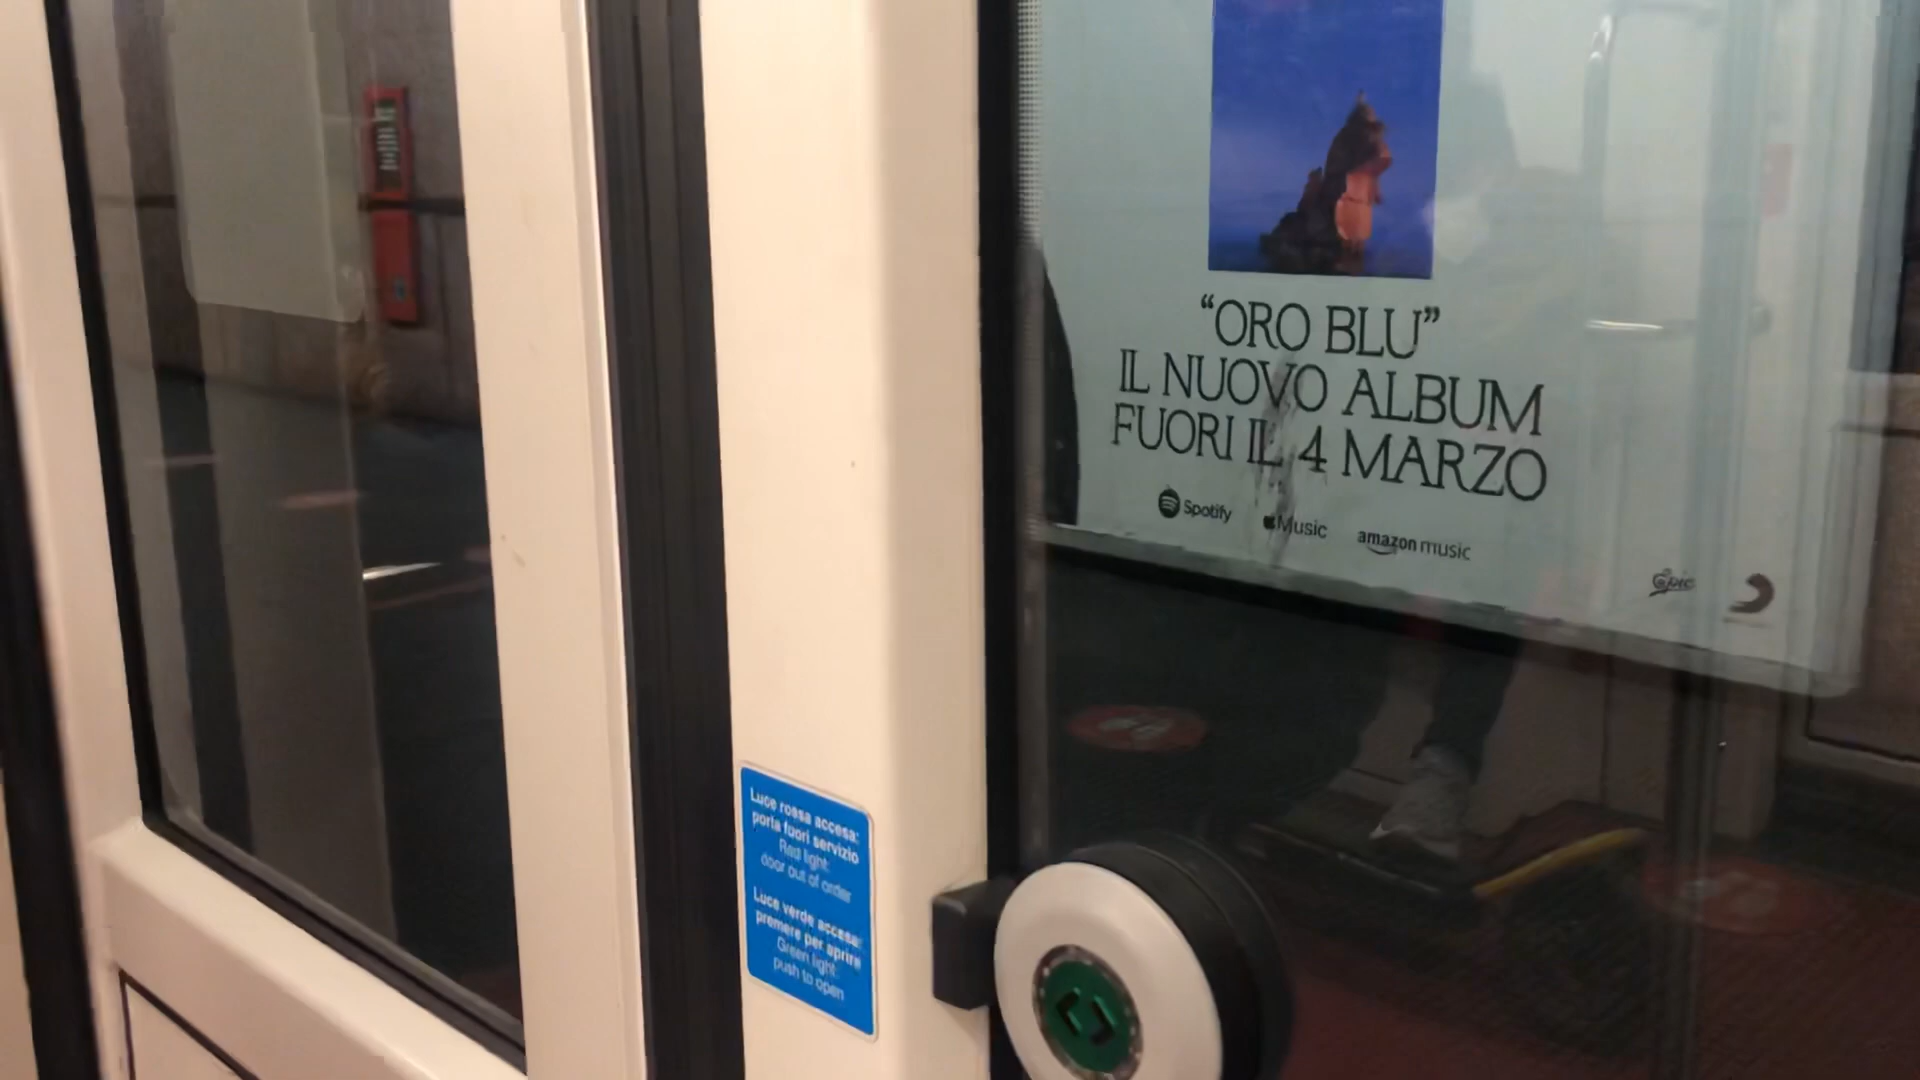 “ORO BLU”
IL NUOVO ALBUM
FUORI IL 4 MARZO
Spotify
Music
amazon music
Epic
Luce rossa accesa:
porta fuori servizio
Red light:
door out of order
Luce verde accesa:
premere per aprire
Green light:
push to open